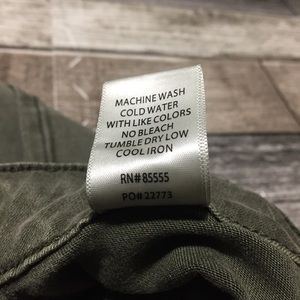 MACHINE WASH
COLD WATER
WITH LIKE COLORS
NO BLEACH
TUMBLE DRY LOW
COOL IRON
RN# 85555
PO# 22773